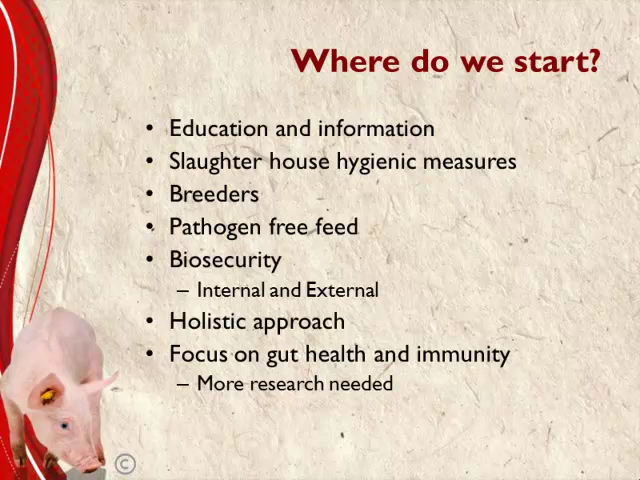 Where do we start?
• Education and information
• Slaughter house hygienic measures
• Breeders
• Pathogen free feed
• Biosecurity
– Internal and External
• Holistic approach
• Focus on gut health and immunity
– More research needed
©